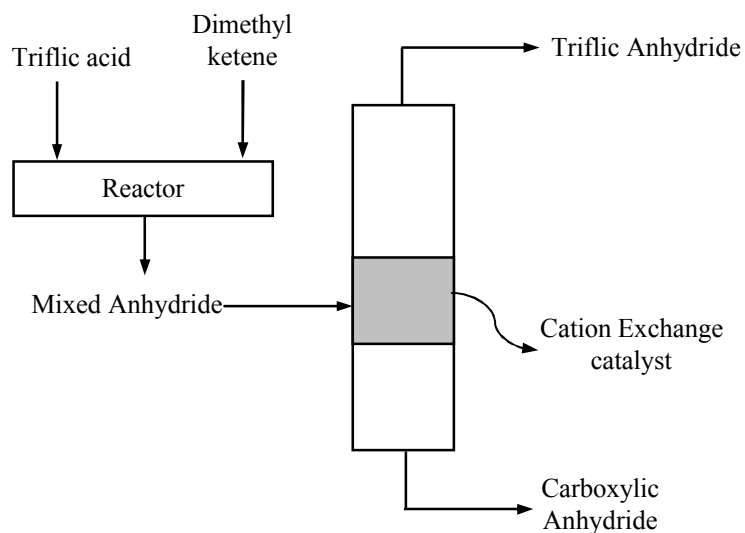 Triflic acid
Dimethyl
ketene
Triflic Anhydride
Reactor
Mixed Anhydride
Cation Exchange
catalyst
Carboxylic
Anhydride